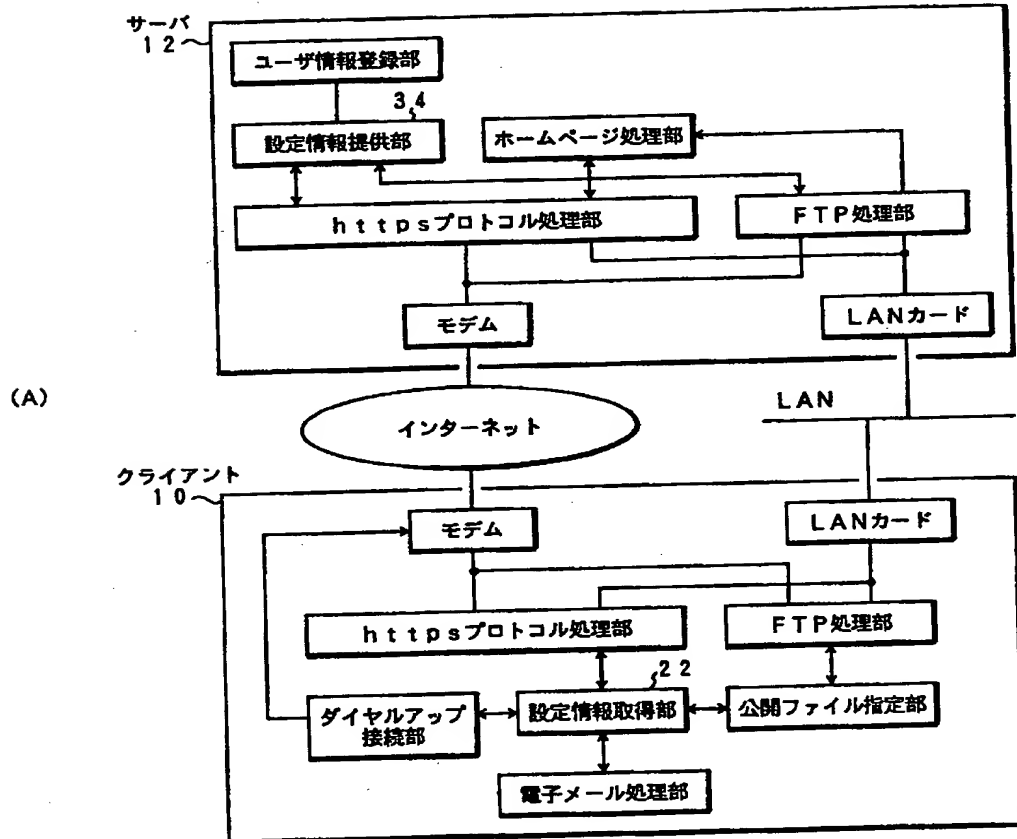 サーバ
12
ユーザ情報登録部
34
設定情報提供部
ホームページ処理部
httpsプロトコル処理部
FTP処理部
モデム
LANカード
(A)
インターネット
LAN
クライアント
10
モデム
LANカード
httpsプロトコル処理部
FTP処理部
22
ダイヤルアップ
接続部
設定情報取得部
公開ファイル指定部
電子メール処理部